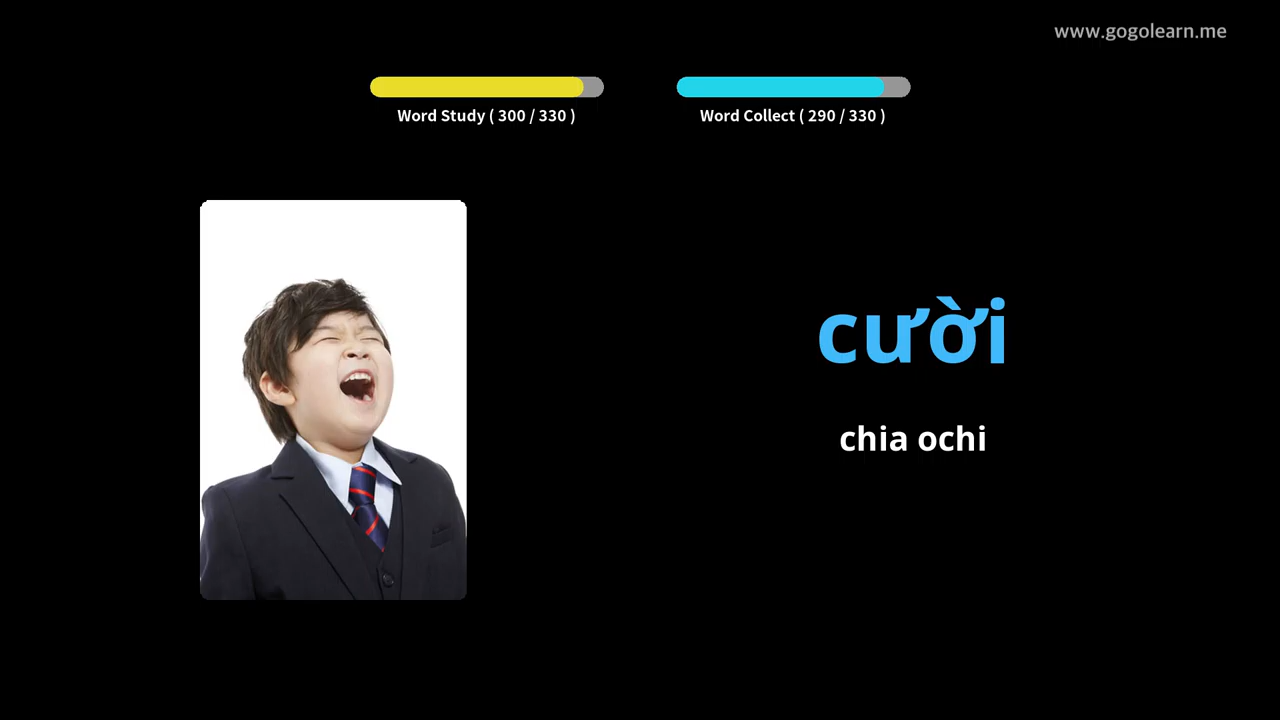 www.gogolearn.me
Word Study ( 300 / 330 )
Word Collect ( 290 / 330 )
cười
chia ochi